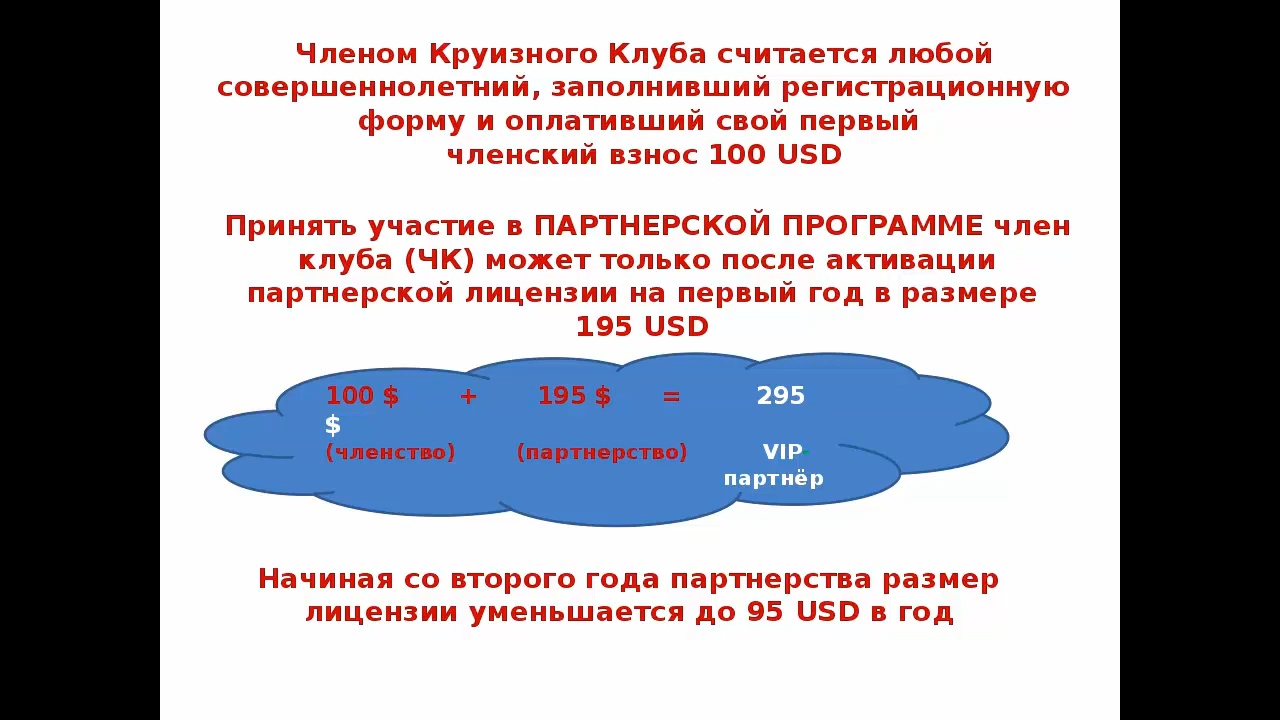 Членом Круизного Клуба считается любой
совершеннолетний, заполнивший регистрационную
форму и оплативший свой первый
членский взнос 100 USD
Принять участие в ПАРТНЕРСКОЙ ПРОГРАММЕ член
клуба (ЧК) может только после активации
партнерской лицензии на первый год в размере
195 USD
100 $ + 195 $ = 295
$
(членство) (партнерство) VIP-
партнёр
Начиная со второго года партнерства размер
лицензии уменьшается до 95 USD в год